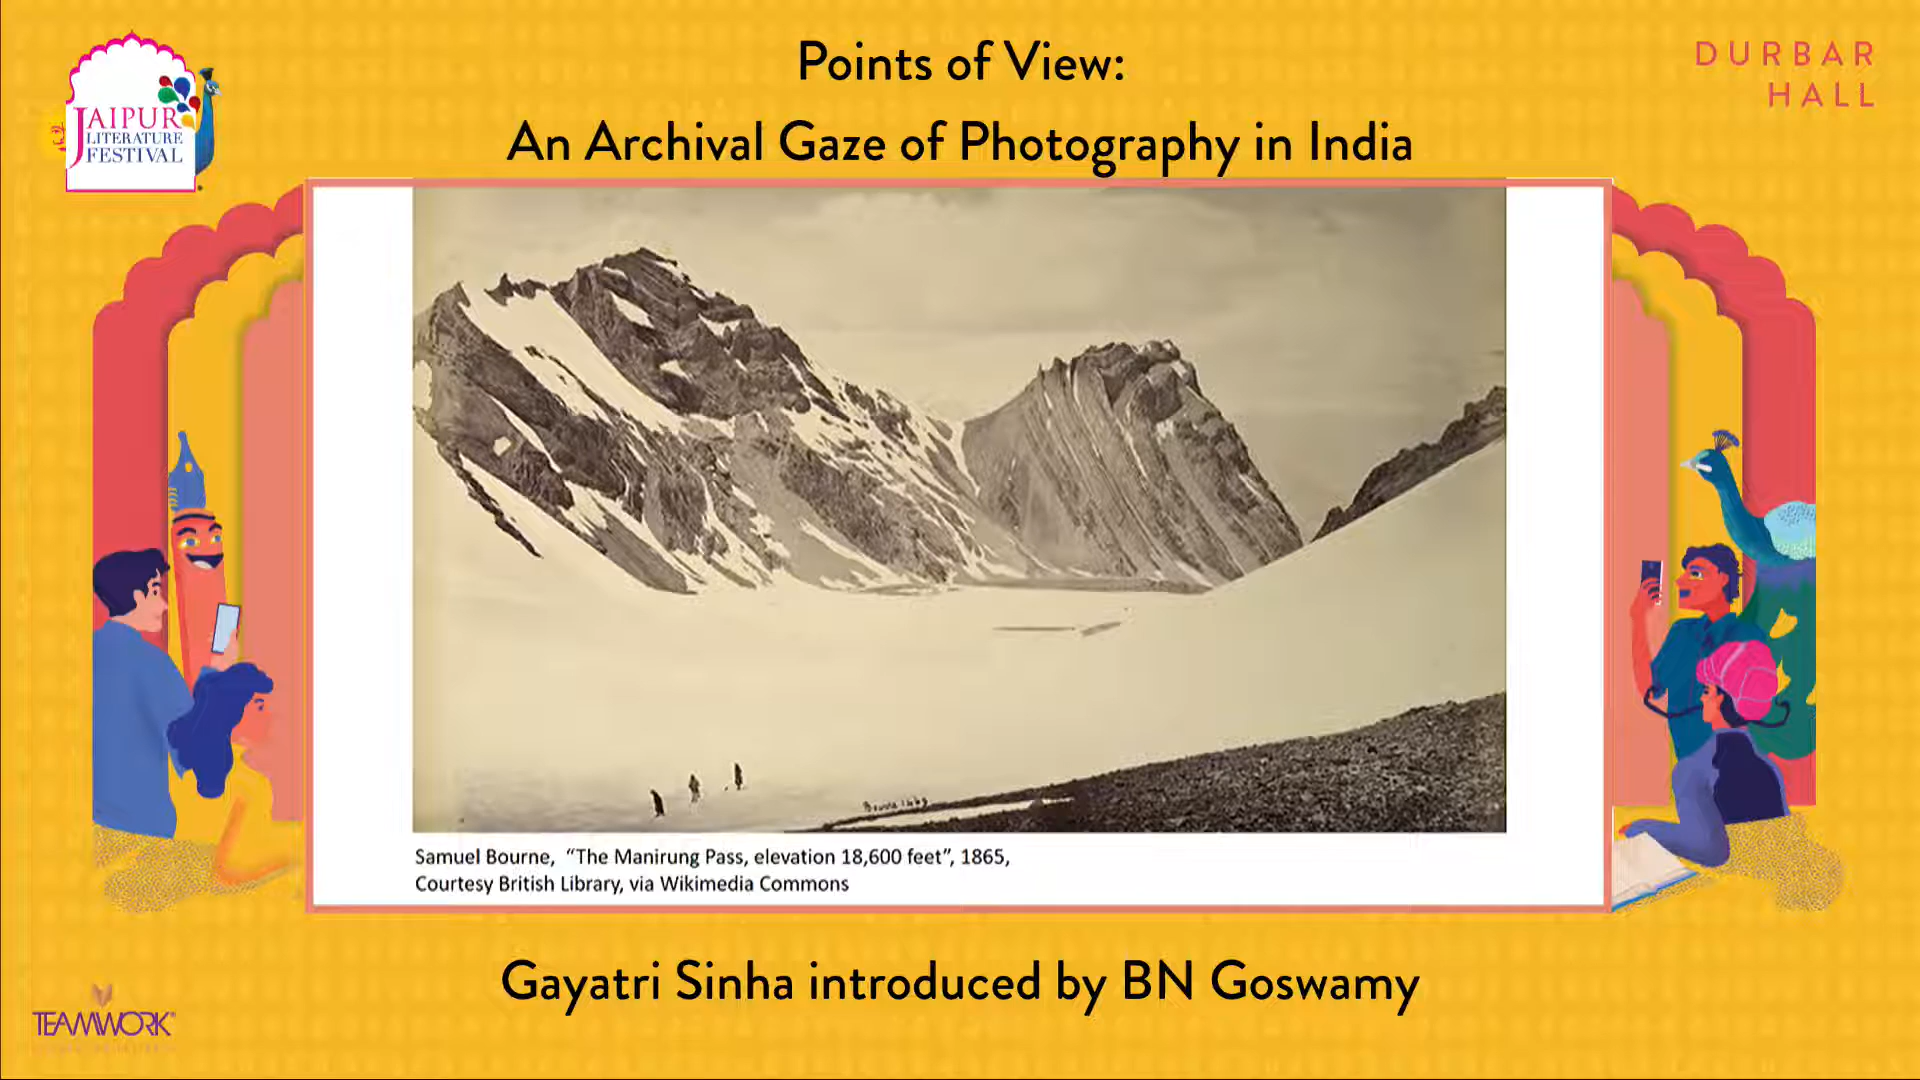 Points of View:
An Archival Gaze of Photography in India
DURBAR
HALL
JAIPUR
LITERATURE
FESTIVAL
Bourne
Samuel Bourne, “The Manirung Pass, elevation 18,600 feet”, 1865,
Courtesy British Library, via Wikimedia Commons
Gayatri Sinha introduced by BN Goswamy
TEAMWORK